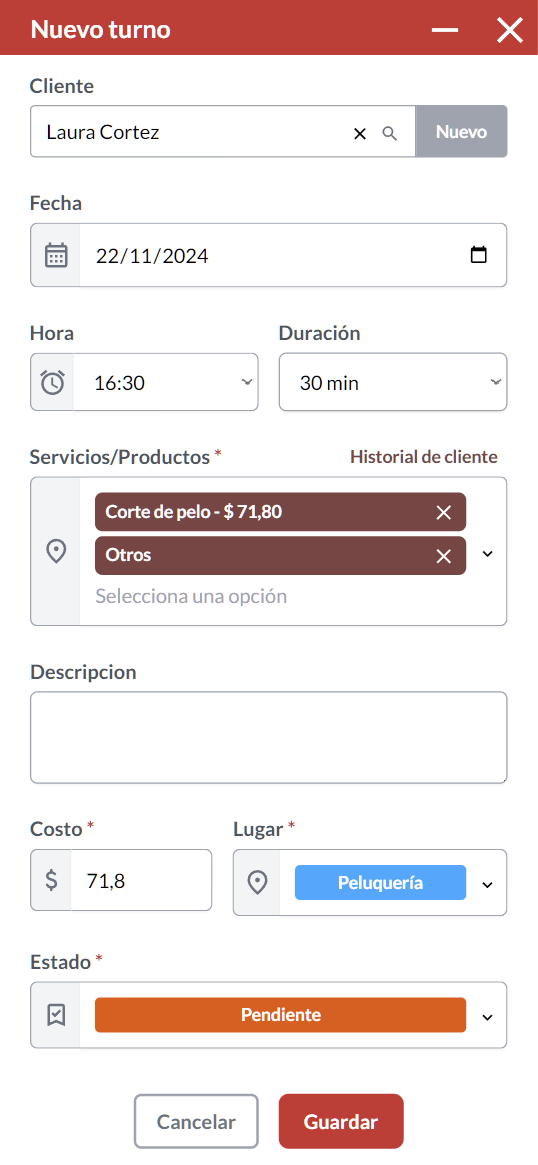 Nuevo turno
Cliente
Laura Cortez
Nuevo
Fecha
22/11/2024
Hora Duración
16:30 30 min
Servicios/Productos * Historial de cliente
Corte de pelo - $ 71,80
Otros
Selecciona una opción
Descripcion
Costo * Lugar *
$ 71,8 Peluquería
Estado *
Pendiente
Cancelar Guardar